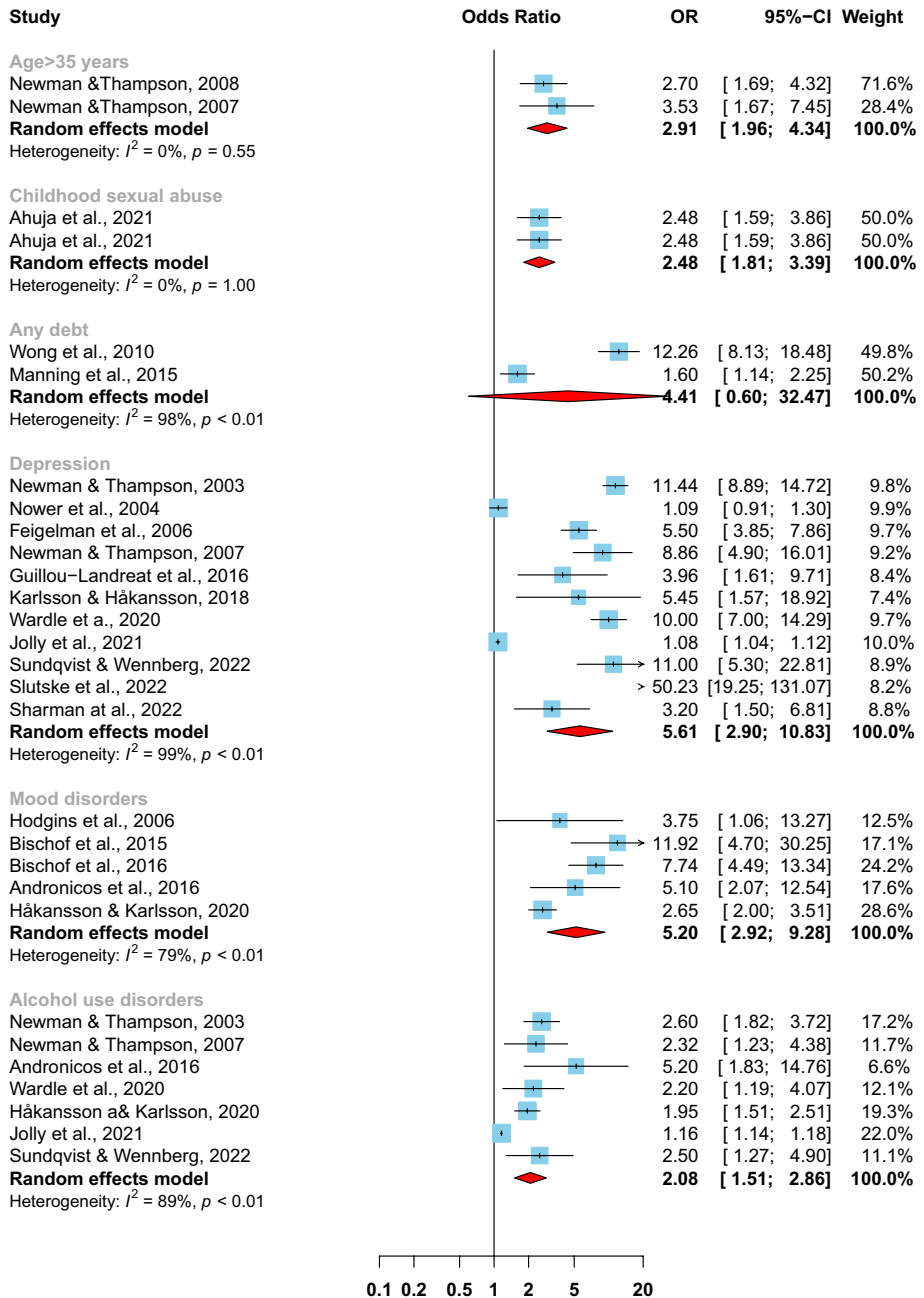 Study Odds Ratio OR 95%−CI Weight
Age>35 years
Newman &Thampson, 2008 2.70 [ 1.69; 4.32] 71.6%
Newman &Thampson, 2007 3.53 [ 1.67; 7.45] 28.4%
Random effects model 2.91 [ 1.96; 4.34] 100.0%
Heterogeneity: I² = 0%, p = 0.55
Childhood sexual abuse
Ahuja et al., 2021 2.48 [ 1.59; 3.86] 50.0%
Ahuja et al., 2021 2.48 [ 1.59; 3.86] 50.0%
Random effects model 2.48 [ 1.81; 3.39] 100.0%
Heterogeneity: I² = 0%, p = 1.00
Any debt
Wong et al., 2010 12.26 [ 8.13; 18.48] 49.8%
Manning et al., 2015 1.60 [ 1.14; 2.25] 50.2%
Random effects model 4.41 [ 0.60; 32.47] 100.0%
Heterogeneity: I² = 98%, p < 0.01
Depression
Newman & Thampson, 2003 11.44 [ 8.89; 14.72] 9.8%
Nower et al., 2004 1.09 [ 0.91; 1.30] 9.9%
Feigelman et al., 2006 5.50 [ 3.85; 7.86] 9.7%
Newman & Thampson, 2007 8.86 [ 4.90; 16.01] 9.2%
Guillou−Landreat et al., 2016 3.96 [ 1.61; 9.71] 8.4%
Karlsson & Håkansson, 2018 5.45 [ 1.57; 18.92] 7.4%
Wardle e a., 2020 10.00 [ 7.00; 14.29] 9.7%
Jolly et al., 2021 1.08 [ 1.04; 1.12] 10.0%
Sundqvist & Wennberg, 2022 11.00 [ 5.30; 22.81] 8.9%
Slutske et al., 2022 50.23 [19.25; 131.07] 8.2%
Sharman at al., 2022 3.20 [ 1.50; 6.81] 8.8%
Random effects model 5.61 [ 2.90; 10.83] 100.0%
Heterogeneity: I² = 99%, p < 0.01
Mood disorders
Hodgins et al., 2006 3.75 [ 1.06; 13.27] 12.5%
Bischof et al., 2015 11.92 [ 4.70; 30.25] 17.1%
Bischof et al., 2016 7.74 [ 4.49; 13.34] 24.2%
Andronicos et al., 2016 5.10 [ 2.07; 12.54] 17.6%
Håkansson & Karlsson, 2020 2.65 [ 2.00; 3.51] 28.6%
Random effects model 5.20 [ 2.92; 9.28] 100.0%
Heterogeneity: I² = 79%, p < 0.01
Alcohol use disorders
Newman & Thampson, 2003 2.60 [ 1.82; 3.72] 17.2%
Newman & Thampson, 2007 2.32 [ 1.23; 4.38] 11.7%
Andronicos et al., 2016 5.20 [ 1.83; 14.76] 6.6%
Wardle et al., 2020 2.20 [ 1.19; 4.07] 12.1%
Håkansson a& Karlsson, 2020 1.95 [ 1.51; 2.51] 19.3%
Jolly et al., 2021 1.16 [ 1.14; 1.18] 22.0%
Sundqvist & Wennberg, 2022 2.50 [ 1.27; 4.90] 11.1%
Random effects model 2.08 [ 1.51; 2.86] 100.0%
Heterogeneity: I² = 89%, p < 0.01
0.1 0.2 0.5 1 2 5 20